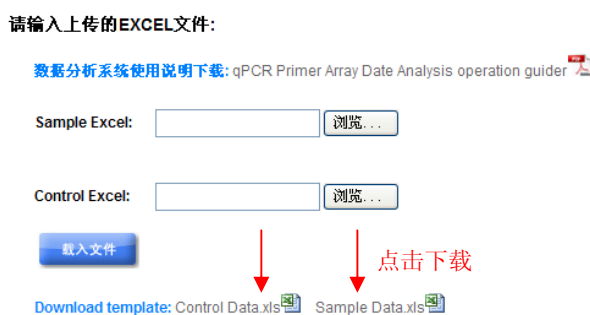 请输入上传的EXCEL文件:
数据分析系统使用说明下载: qPCR Primer Array Date Analysis operation guider
Sample Excel: 浏览...
Control Excel: 浏览...
载入文件
点击下载
Download template: Control Data.xls Sample Data.xls